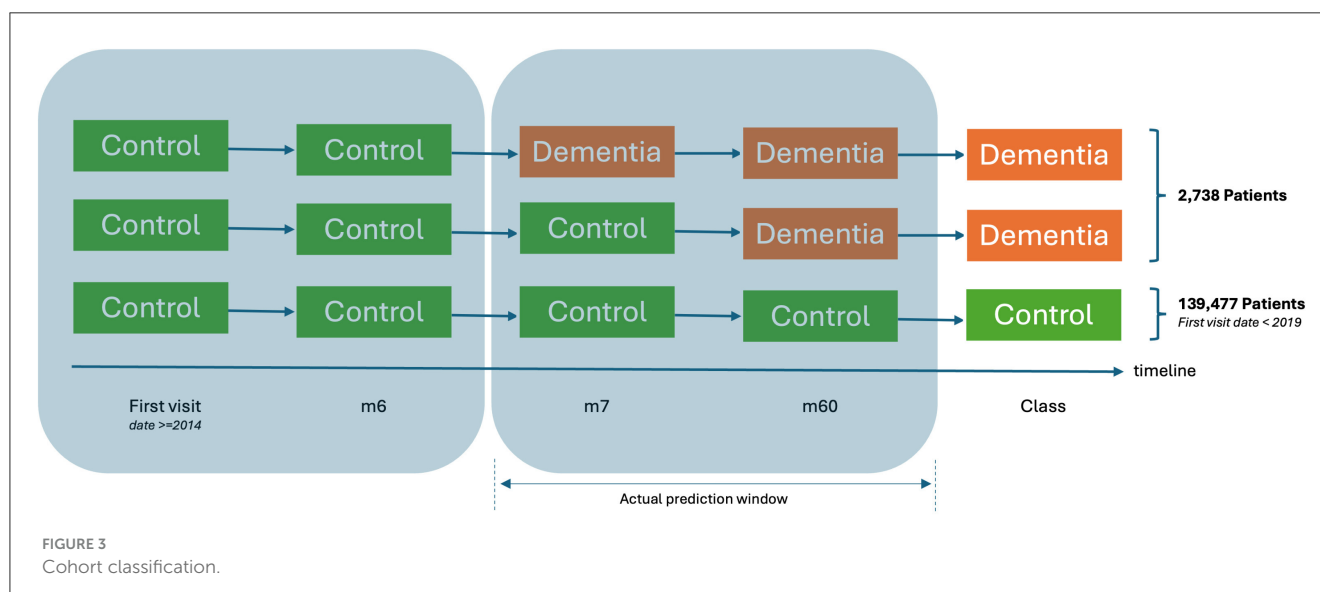 Control
Control
Dementia
Dementia
Dementia
2,738 Patients
Control
Control
Control
Dementia
Dementia
Control
Control
Control
Control
Control
139,477 Patients
First visit date < 2019
timeline
First visit
date >=2014
m6
m7
m60
Class
Actual prediction window
FIGURE 3
Cohort classification.